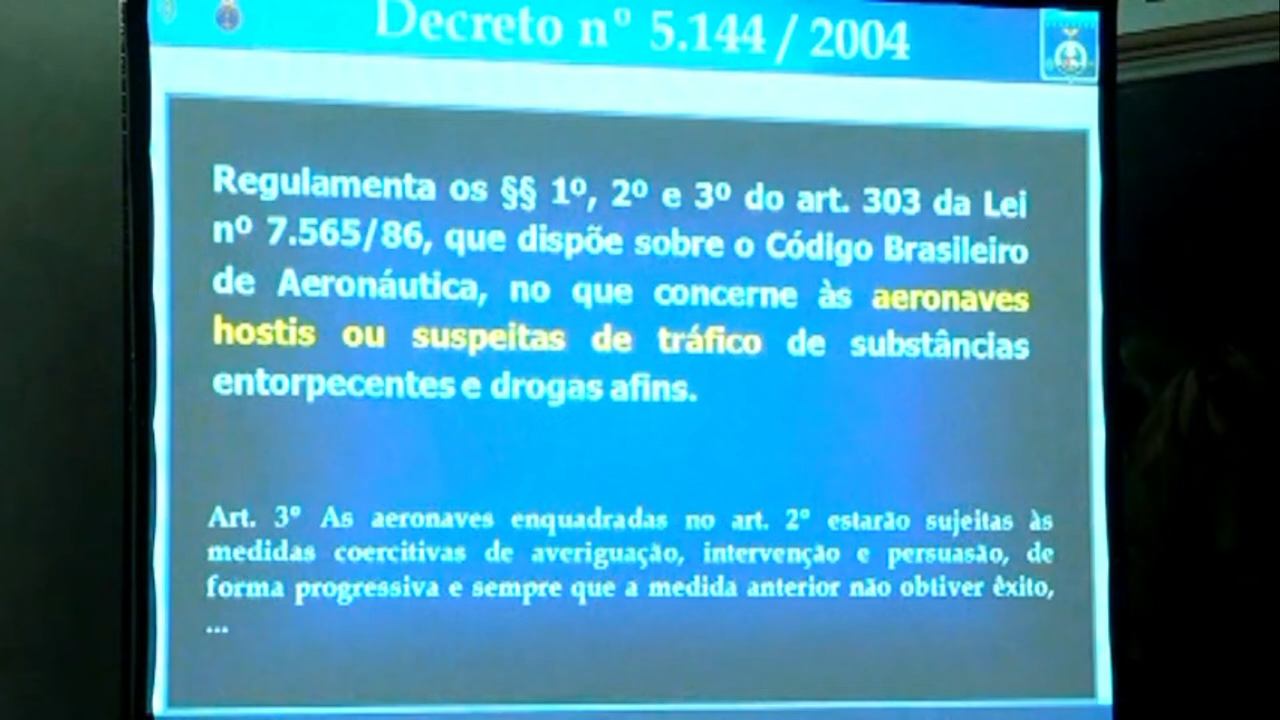 Decreto nº 5.144 / 2004
Regulamenta os §§ 1º, 2º e 3º do art. 303 da Lei
nº 7.565/86, que dispõe sobre o Código Brasileiro
de Aeronáutica, no que concerne às aeronaves
hostis ou suspeitas de tráfico de substâncias
entorpecentes e drogas afins.
Art. 3º As aeronaves enquadradas no art. 2º estarão sujeitas às
medidas coercitivas de averiguação, intervenção e persuasão, de
forma progressiva e sempre que a medida anterior não obtiver êxito,
...